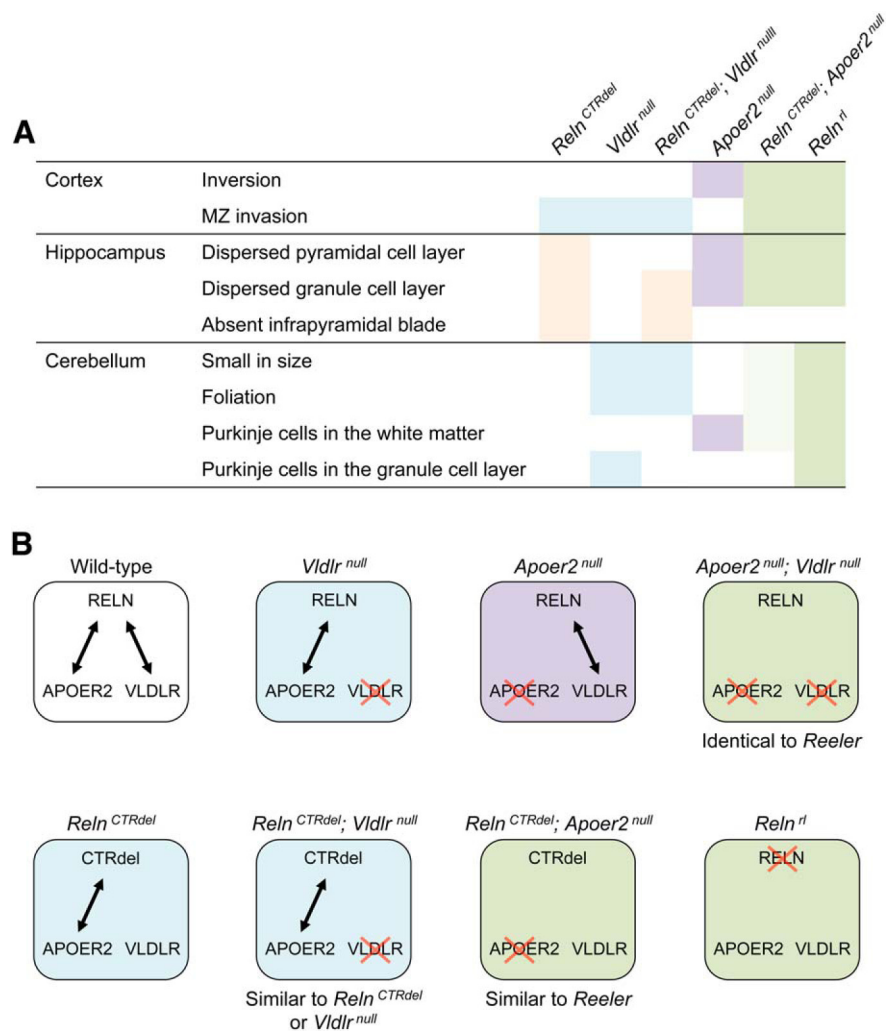 A
Reln CTRdel
Vldlr null
Reln CTRdel; Vldlr nulll
Apoer2 null
Reln CTRdel; Apoer2 null
Reln rl
Cortex Inversion
MZ invasion
Hippocampus Dispersed pyramidal cell layer
Dispersed granule cell layer
Absent infrapyramidal blade
Cerebellum Small in size
Foliation
Purkinje cells in the white matter
Purkinje cells in the granule cell layer
B
Wild-type Vldlr null Apoer2 null Apoer2 null; Vldlr null
RELN RELN RELN RELN
APOER2 VLDLR APOER2 VLDLR APOER2 VLDLR APOER2 VLDLR
Identical to Reeler
Reln CTRdel Reln CTRdel; Vldlr null Reln CTRdel; Apoer2 null Reln rl
CTRdel CTRdel CTRdel RELN
APOER2 VLDLR APOER2 VLDLR APOER2 VLDLR APOER2 VLDLR
Similar to Reln CTRdel Similar to Reeler
or Vldlr null